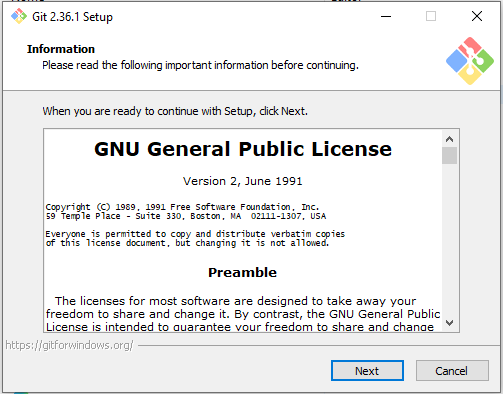 Git 2.36.1 Setup
Information
Please read the following important information before continuing.
When you are ready to continue with Setup, click Next.
GNU General Public License
Version 2, June 1991
Copyright (C) 1989, 1991 Free Software Foundation, Inc.
59 Temple Place - Suite 330, Boston, MA  02111-1307, USA
Everyone is permitted to copy and distribute verbatim copies
of this license document, but changing it is not allowed.
Preamble
The licenses for most software are designed to take away your
freedom to share and change it. By contrast, the GNU General Public
License is intended to guarantee your freedom to share and change
https://gitforwindows.org/
Next
Cancel